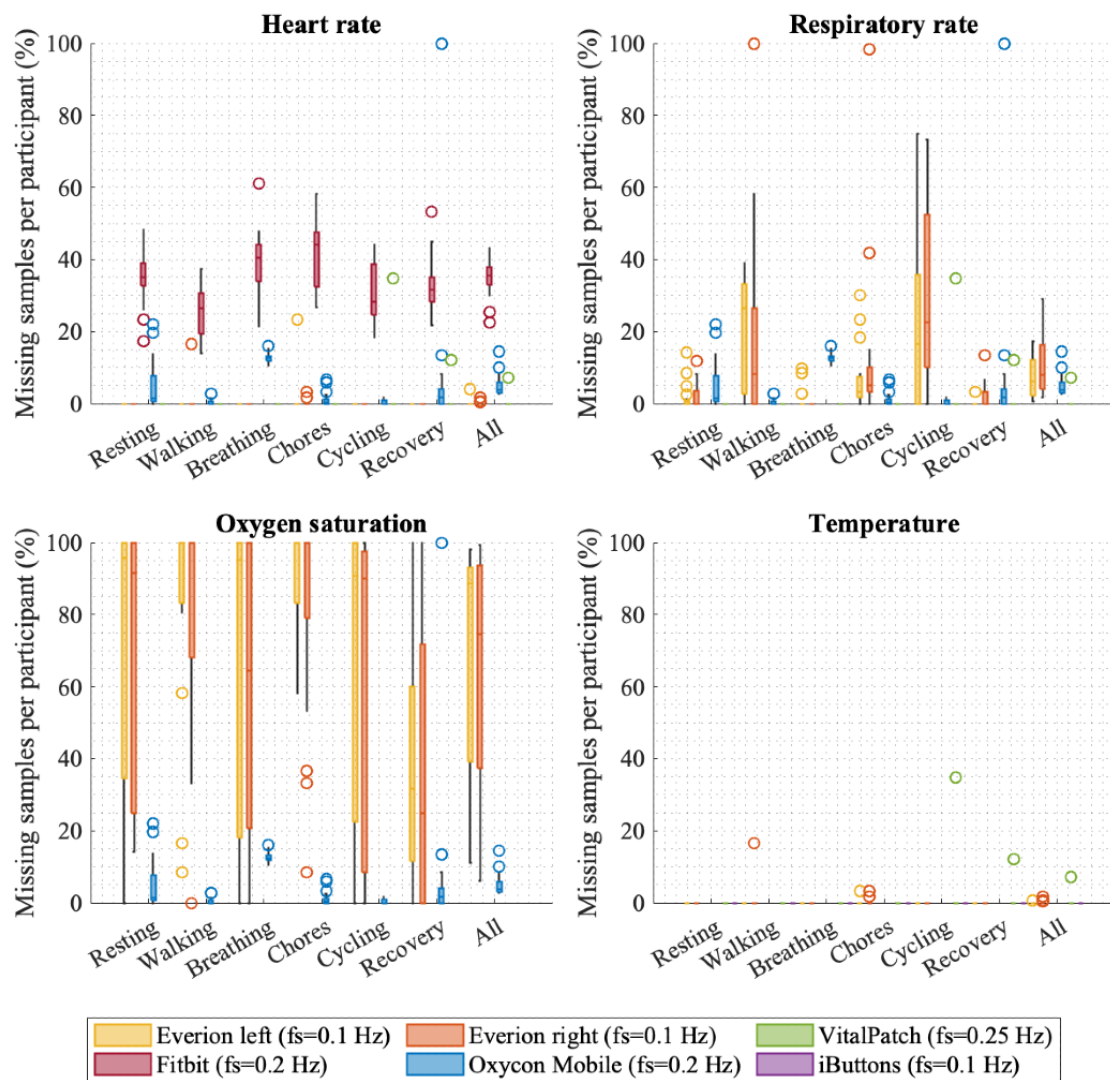 Heart rate
Missing samples per participant (%)
100
80
60
40
20
0
Resting
Walking
Breathing
Chores
Cycling
Recovery
All
Respiratory rate
Missing samples per participant (%)
100
80
60
40
20
0
Resting
Walking
Breathing
Chores
Cycling
Recovery
All
Oxygen saturation
Missing samples per participant (%)
100
80
60
40
20
0
Resting
Walking
Breathing
Chores
Cycling
Recovery
All
Temperature
Missing samples per participant (%)
100
80
60
40
20
0
Resting
Walking
Breathing
Chores
Cycling
Recovery
All
Everion left (fs=0.1 Hz)
Everion right (fs=0.1 Hz)
VitalPatch (fs=0.25 Hz)
Fitbit (fs=0.2 Hz)
Oxycon Mobile (fs=0.2 Hz)
iButtons (fs=0.1 Hz)